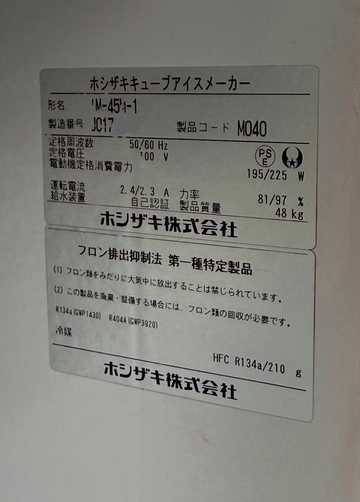 ホシザキキューブアイスメーカー
形名 IM-45M-1
製造番号 JC17 製品コード M040
定格周波数 50/60 Hz
定格電圧 100 V
PS E
電動機定格消費電力 195/225 W
運転電流 2.4/2.3 A 力率 81/97 %
給水装置 自己認証 製品質量 48 kg
ホシザキ株式会社
フロン排出抑制法 第一種特定製品
(1) フロン類をみだりに大気中に放出することは禁じられています。
(2) この製品を廃棄・整備する場合には、フロン類の回収が必要です。
R134a(GWP1430) R404A(GWP3920)
冷媒 HFC R134a/210 g
ホシザキ株式会社